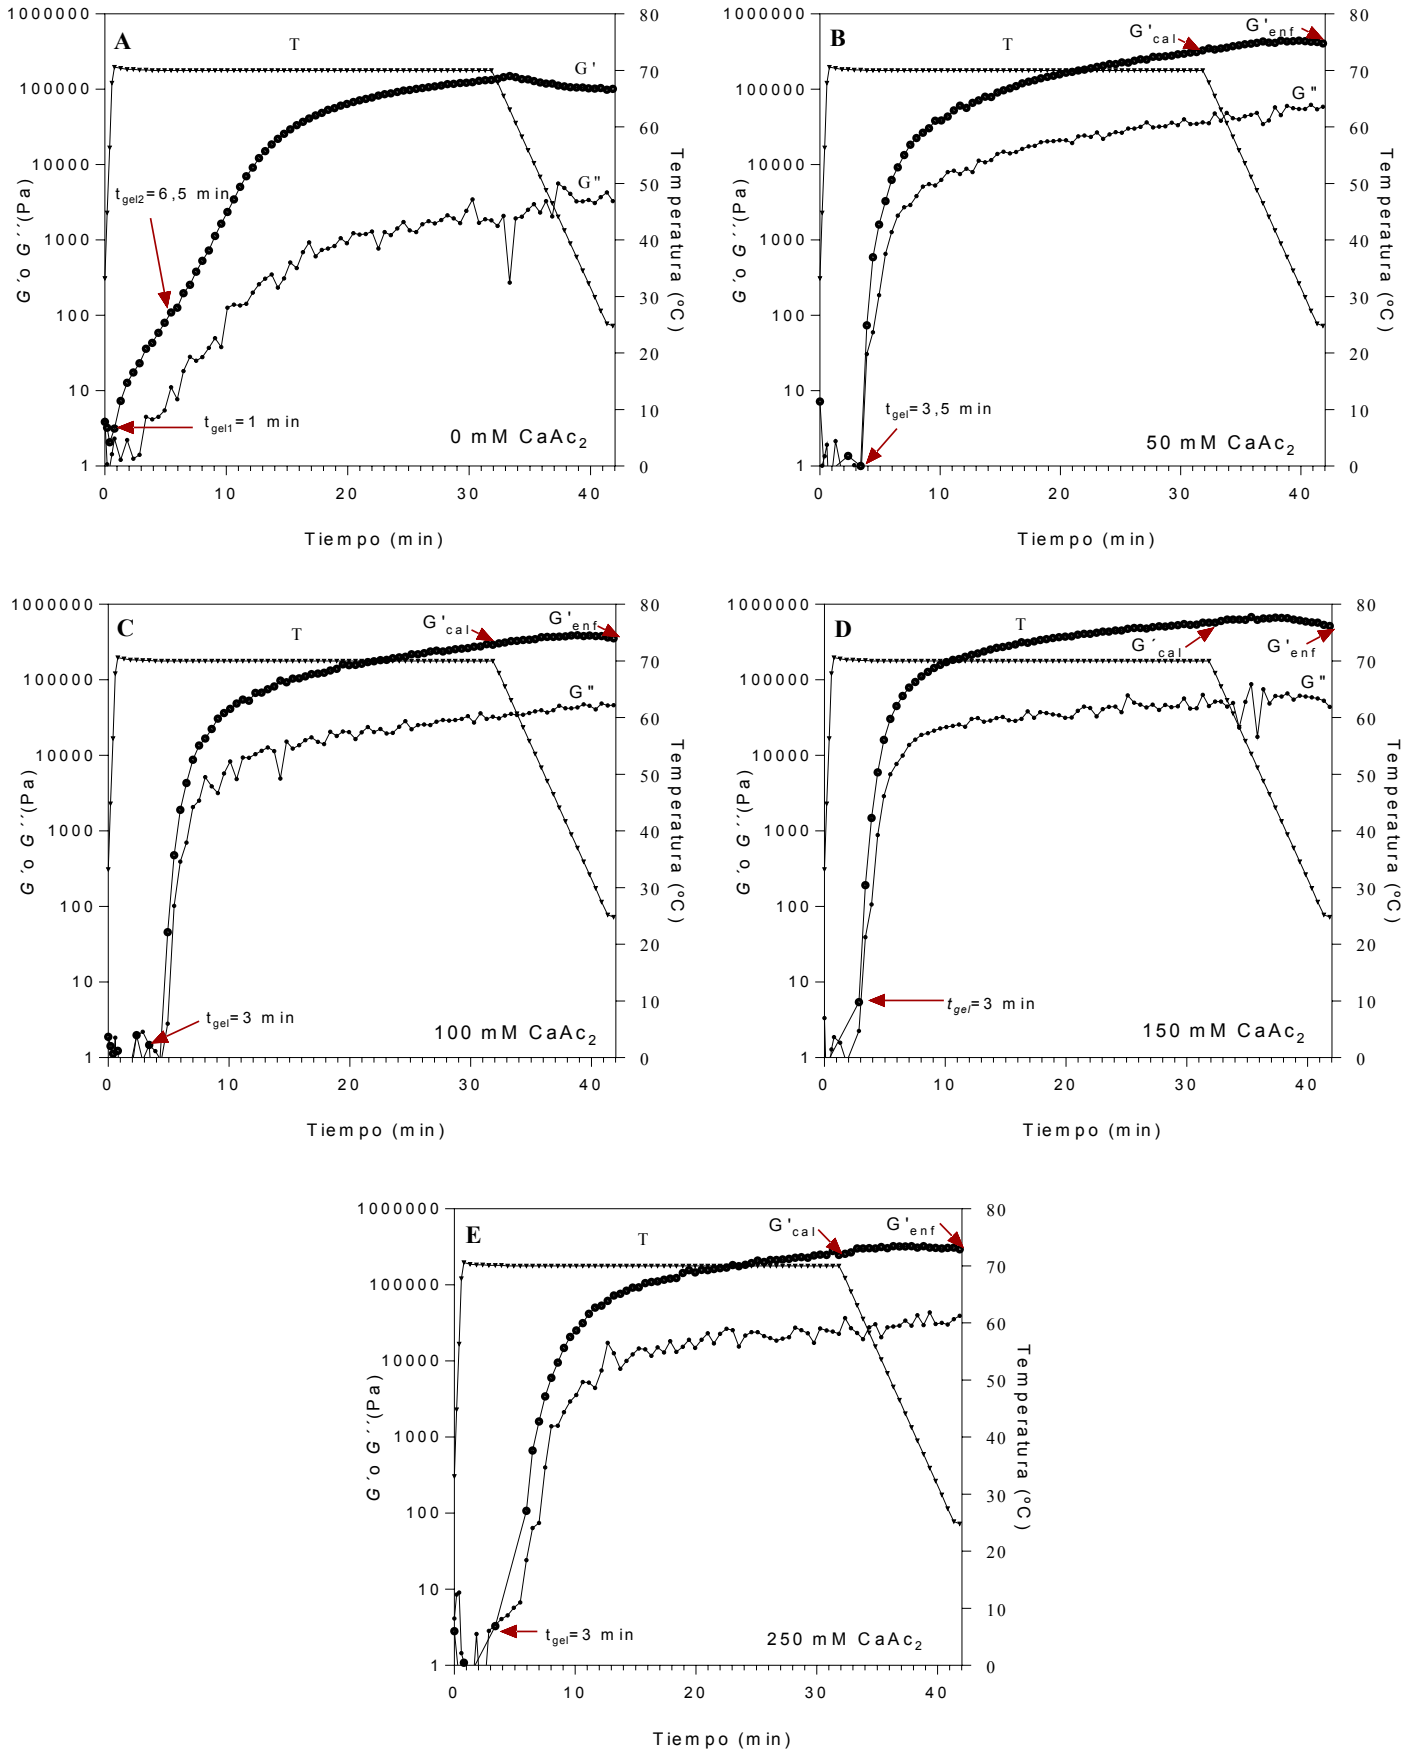 A
T
G'
G"
t_gel2=6,5 min
t_gel1=1 min
0 mM CaAc2
1000000
100000
10000
1000
100
10
1
80
70
60
50
40
30
20
10
0
0 10 20 30 40
G´o G´´(Pa)
Temperatura (ºC)
Tiempo (min)
B
T
G'cal
G'enf
G"
t_gel=3,5 min
50 mM CaAc2
1000000
100000
10000
1000
100
10
1
80
70
60
50
40
30
20
10
0
0 10 20 30 40
G´o G´´(Pa)
Temperatura (ºC)
Tiempo (min)
C
T
G'cal
G'enf
G"
t_gel=3 min
100 mM CaAc2
1000000
100000
10000
1000
100
10
1
80
70
60
50
40
30
20
10
0
0 10 20 30 40
G´o G´´(Pa)
Temperatura (ºC)
Tiempo (min)
D
T
G´cal
G'enf
G"
t_gel=3 min
150 mM CaAc2
1000000
100000
10000
1000
100
10
1
80
70
60
50
40
30
20
10
0
0 10 20 30 40
G´o G´´(Pa)
Temperatura (ºC)
Tiempo (min)
E
T
G'cal
G'enf
t_gel=3 min
250 mM CaAc2
1000000
100000
10000
1000
100
10
1
80
70
60
50
40
30
20
10
0
0 10 20 30 40
G´o G´´(Pa)
Temperatura (ºC)
Tiempo (min)